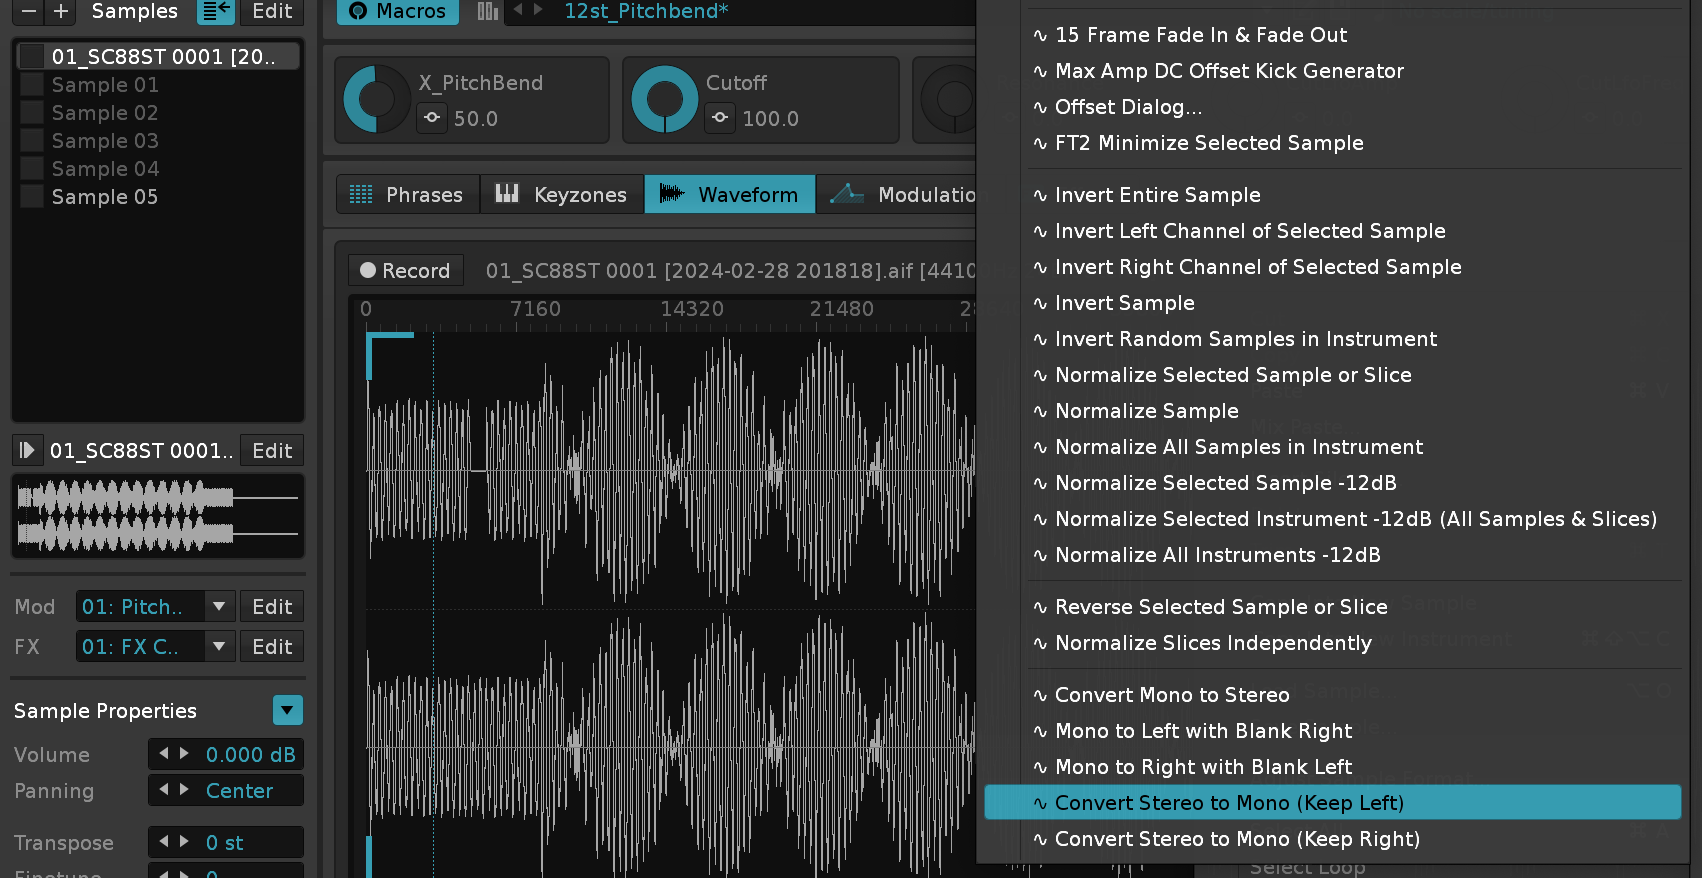 Samples
Edit
Macros
12st_Pitchbend*
01_SC88ST 0001 [20..
Sample 01
Sample 02
Sample 03
Sample 04
Sample 05
X_PitchBend
50.0
Cutoff
100.0
Phrases
Keyzones
Waveform
Modulatio
Record
01_SC88ST 0001 [2024-02-28 201818].aif [4410
0
7160
14320
21480
01_SC88ST 0001..
Edit
Mod
01: Pitch..
Edit
FX
01: FX C..
Edit
Sample Properties
Volume
0.000 dB
Panning
Center
Transpose
0 st
Finetune
0
15 Frame Fade In & Fade Out
Max Amp DC Offset Kick Generator
Offset Dialog...
FT2 Minimize Selected Sample
Invert Entire Sample
Invert Left Channel of Selected Sample
Invert Right Channel of Selected Sample
Invert Sample
Invert Random Samples in Instrument
Normalize Selected Sample or Slice
Normalize Sample
Normalize All Samples in Instrument
Normalize Selected Sample -12dB
Normalize Selected Instrument -12dB (All Samples & Slices)
Normalize All Instruments -12dB
Reverse Selected Sample or Slice
Normalize Slices Independently
Convert Mono to Stereo
Mono to Left with Blank Right
Mono to Right with Blank Left
Convert Stereo to Mono (Keep Left)
Convert Stereo to Mono (Keep Right)
Select Loop